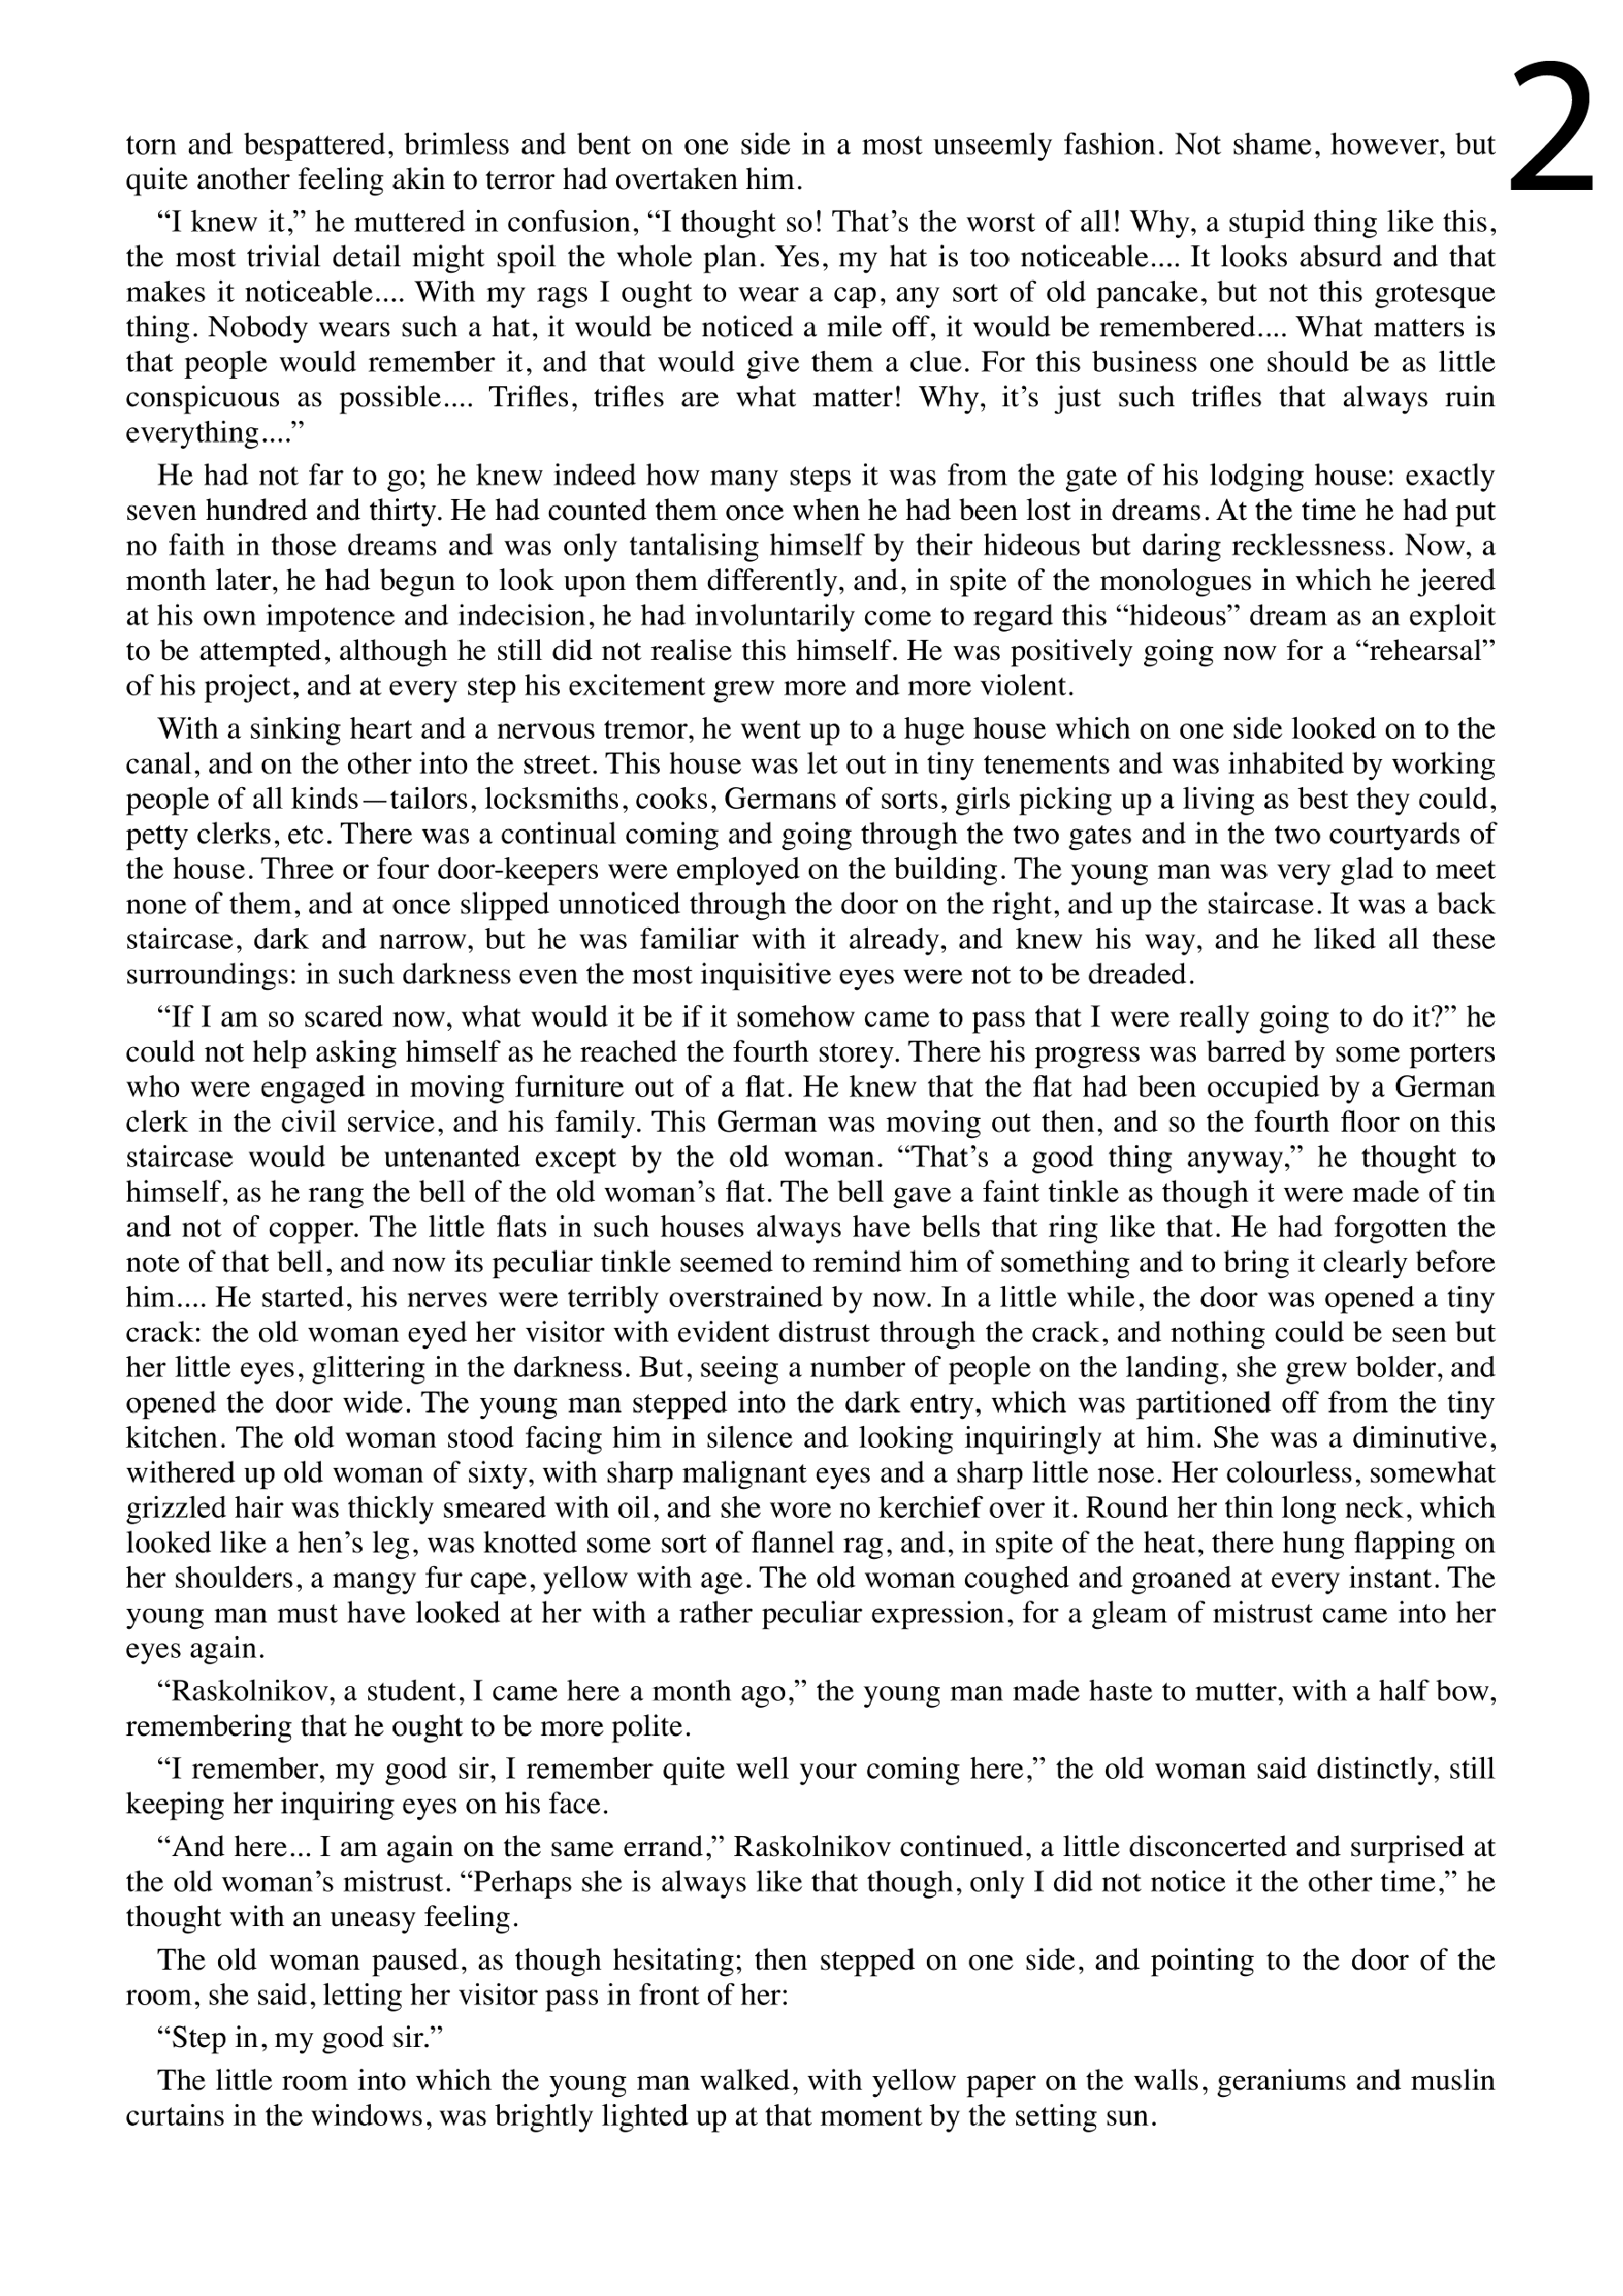 2
torn and bespattered, brimless and bent on one side in a most unseemly fashion. Not shame, however, but
quite another feeling akin to terror had overtaken him.
“I knew it,” he muttered in confusion, “I thought so! That’s the worst of all! Why, a stupid thing like this,
the most trivial detail might spoil the whole plan. Yes, my hat is too noticeable.... It looks absurd and that
makes it noticeable.... With my rags I ought to wear a cap, any sort of old pancake, but not this grotesque
thing. Nobody wears such a hat, it would be noticed a mile off, it would be remembered.... What matters is
that people would remember it, and that would give them a clue. For this business one should be as little
conspicuous as possible.... Trifles, trifles are what matter! Why, it’s just such trifles that always ruin
everything....”
He had not far to go; he knew indeed how many steps it was from the gate of his lodging house: exactly
seven hundred and thirty. He had counted them once when he had been lost in dreams. At the time he had put
no faith in those dreams and was only tantalising himself by their hideous but daring recklessness. Now, a
month later, he had begun to look upon them differently, and, in spite of the monologues in which he jeered
at his own impotence and indecision, he had involuntarily come to regard this “hideous” dream as an exploit
to be attempted, although he still did not realise this himself. He was positively going now for a “rehearsal”
of his project, and at every step his excitement grew more and more violent.
With a sinking heart and a nervous tremor, he went up to a huge house which on one side looked on to the
canal, and on the other into the street. This house was let out in tiny tenements and was inhabited by working
people of all kinds—tailors, locksmiths, cooks, Germans of sorts, girls picking up a living as best they could,
petty clerks, etc. There was a continual coming and going through the two gates and in the two courtyards of
the house. Three or four door-keepers were employed on the building. The young man was very glad to meet
none of them, and at once slipped unnoticed through the door on the right, and up the staircase. It was a back
staircase, dark and narrow, but he was familiar with it already, and knew his way, and he liked all these
surroundings: in such darkness even the most inquisitive eyes were not to be dreaded.
“If I am so scared now, what would it be if it somehow came to pass that I were really going to do it?” he
could not help asking himself as he reached the fourth storey. There his progress was barred by some porters
who were engaged in moving furniture out of a flat. He knew that the flat had been occupied by a German
clerk in the civil service, and his family. This German was moving out then, and so the fourth floor on this
staircase would be untenanted except by the old woman. “That’s a good thing anyway,” he thought to
himself, as he rang the bell of the old woman’s flat. The bell gave a faint tinkle as though it were made of tin
and not of copper. The little flats in such houses always have bells that ring like that. He had forgotten the
note of that bell, and now its peculiar tinkle seemed to remind him of something and to bring it clearly before
him.... He started, his nerves were terribly overstrained by now. In a little while, the door was opened a tiny
crack: the old woman eyed her visitor with evident distrust through the crack, and nothing could be seen but
her little eyes, glittering in the darkness. But, seeing a number of people on the landing, she grew bolder, and
opened the door wide. The young man stepped into the dark entry, which was partitioned off from the tiny
kitchen. The old woman stood facing him in silence and looking inquiringly at him. She was a diminutive,
withered up old woman of sixty, with sharp malignant eyes and a sharp little nose. Her colourless, somewhat
grizzled hair was thickly smeared with oil, and she wore no kerchief over it. Round her thin long neck, which
looked like a hen’s leg, was knotted some sort of flannel rag, and, in spite of the heat, there hung flapping on
her shoulders, a mangy fur cape, yellow with age. The old woman coughed and groaned at every instant. The
young man must have looked at her with a rather peculiar expression, for a gleam of mistrust came into her
eyes again.
“Raskolnikov, a student, I came here a month ago,” the young man made haste to mutter, with a half bow,
remembering that he ought to be more polite.
“I remember, my good sir, I remember quite well your coming here,” the old woman said distinctly, still
keeping her inquiring eyes on his face.
“And here... I am again on the same errand,” Raskolnikov continued, a little disconcerted and surprised at
the old woman’s mistrust. “Perhaps she is always like that though, only I did not notice it the other time,” he
thought with an uneasy feeling.
The old woman paused, as though hesitating; then stepped on one side, and pointing to the door of the
room, she said, letting her visitor pass in front of her:
“Step in, my good sir.”
The little room into which the young man walked, with yellow paper on the walls, geraniums and muslin
curtains in the windows, was brightly lighted up at that moment by the setting sun.